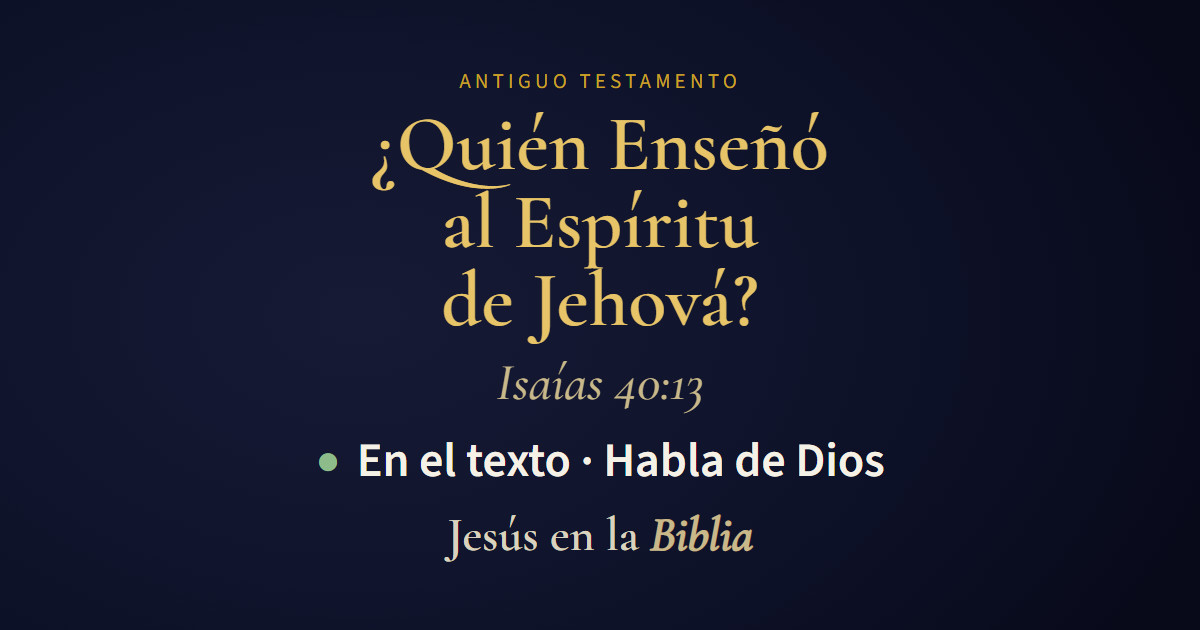 ANTIGUO TESTAMENTO
¿Quién Enseñó
al Espíritu
de Jehová?
Isaías 40:13
En el texto · Habla de Dios
Jesús en la Biblia